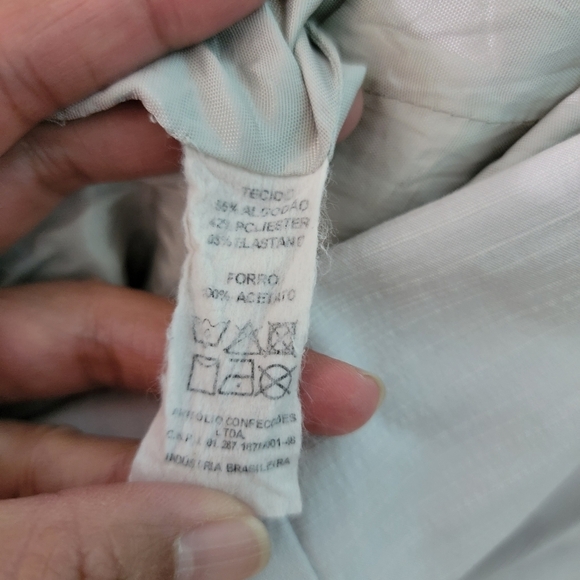 TECIDO
55% ALGODÃO
42% POLIESTER
03% ELASTANO
FORRO
100% ACETATO
CONFECÇÕES
LTDA.
INDÚSTRIA BRASILEIRA